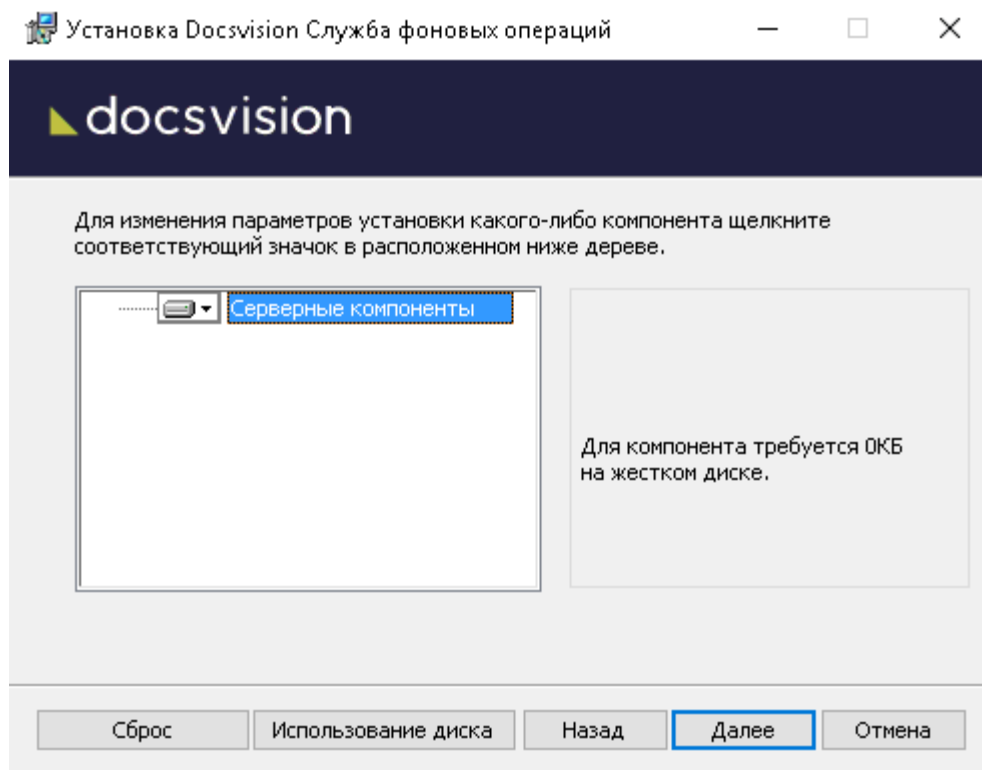 Установка Docsvision Служба фоновых операций
docsvision
Для изменения параметров установки какого-либо компонента щелкните
соответствующий значок в расположенном ниже дереве.
Серверные компоненты
Для компонента требуется 0КБ
на жестком диске.
Сброс
Использование диска
Назад
Далее
Отмена